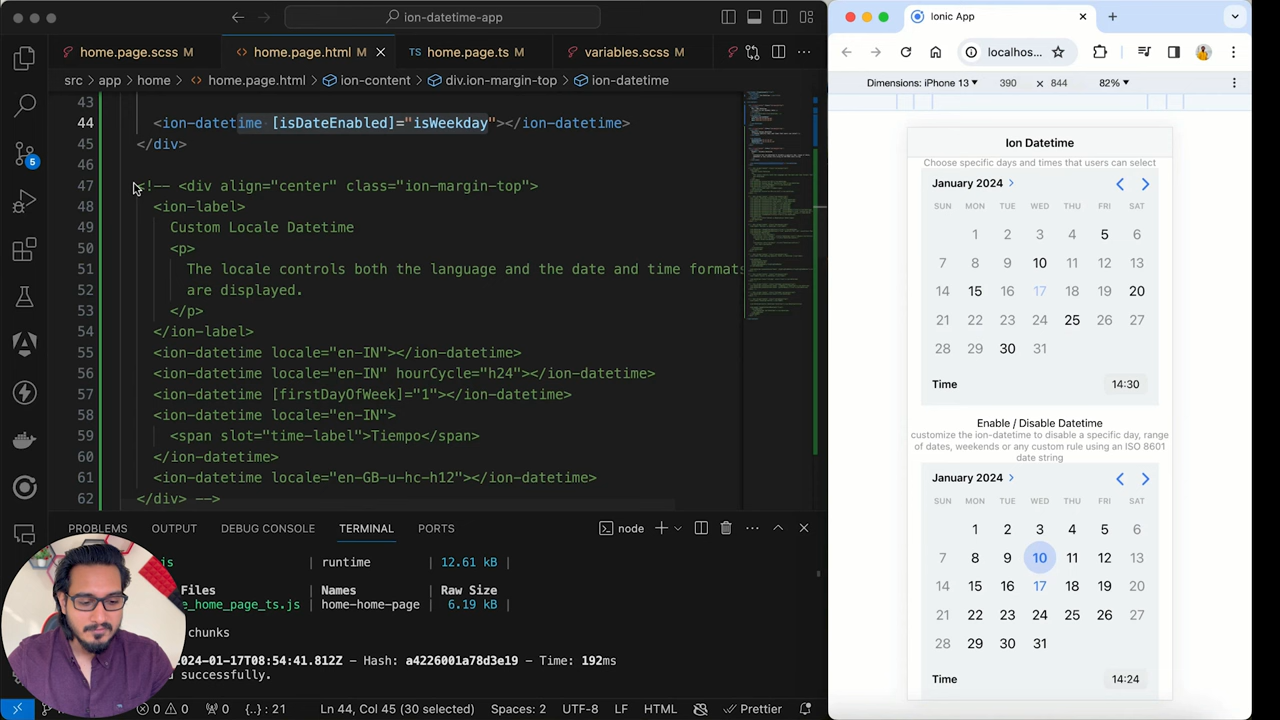 ion-datetime-app
home.page.scss M
home.page.html M
home.page.ts M
variables.scss M
src > app > home > home.page.html > ion-content > div.ion-margin-top > ion-datetime
43
44 ion-datetime [isDateEnabled]="isWeekday"></ion-datetime>
div>
<div align="center" class="ion-margin-top">
48 <ion-label>
Custom Locale Date
<p>
The locale controls both the language and the date and time formats
are displayed.
</p>
54 </ion-label>
55 <ion-datetime locale="en-IN"></ion-datetime>
56 <ion-datetime locale="en-IN" hourCycle="h24"></ion-datetime>
57 <ion-datetime [firstDayOfWeek]="1"></ion-datetime>
58 <ion-datetime locale="en-IN">
59 <span slot="time-label">Tiempo</span>
60 </ion-datetime>
61 <ion-datetime locale="en-GB-u-hc-h12"></ion-datetime>
62 </div> -->
PROBLEMS OUTPUT DEBUG CONSOLE TERMINAL PORTS node
js | runtime | 12.61 kB |
Files | Names | Raw Size
e_home_page_ts.js | home-home-page | 6.19 kB |
chunks
024-01-17T08:54:41.812Z - Hash: a4226001a78d3e19 - Time: 192ms
d successfully.
5
0 0 {..}: 21 Ln 44, Col 45 (30 selected) Spaces: 2 UTF-8 LF HTML Prettier
Ionic App
localhos...
Dimensions: iPhone 13 390 × 844 82%
Ion Datetime
Choose specific days and times that users can select
January 2024
SUN MON TUE WED THU FRI SAT
1 2 3 4 5 6
7 8 9 10 11 12 13
14 15 16 17 18 19 20
21 22 23 24 25 26 27
28 29 30 31
Time 14:30
Enable / Disable Datetime
customize the ion-datetime to disable a specific day, range
of dates, weekends or any custom rule using an ISO 8601
date string
January 2024
SUN MON TUE WED THU FRI SAT
1 2 3 4 5 6
7 8 9 10 11 12 13
14 15 16 17 18 19 20
21 22 23 24 25 26 27
28 29 30 31
Time 14:24